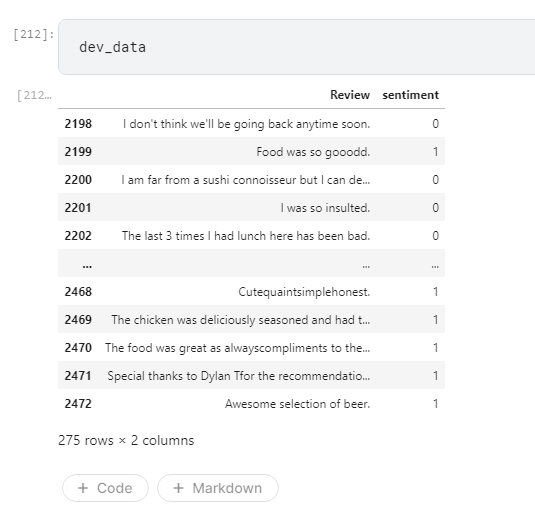 [212]: dev_data
[212...
Review sentiment
2198 I don't think we'll be going back anytime soon. 0
2199 Food was so gooodd. 1
2200 I am far from a sushi connoisseur but I can de... 0
2201 I was so insulted. 0
2202 The last 3 times I had lunch here has been bad. 0
... ... ...
2468 Cutequaintsimplehonest. 1
2469 The chicken was deliciously seasoned and had t... 1
2470 The food was great as alwayscompliments to the... 1
2471 Special thanks to Dylan Tfor the recommendatio... 1
2472 Awesome selection of beer. 1
275 rows × 2 columns
+ Code + Markdown